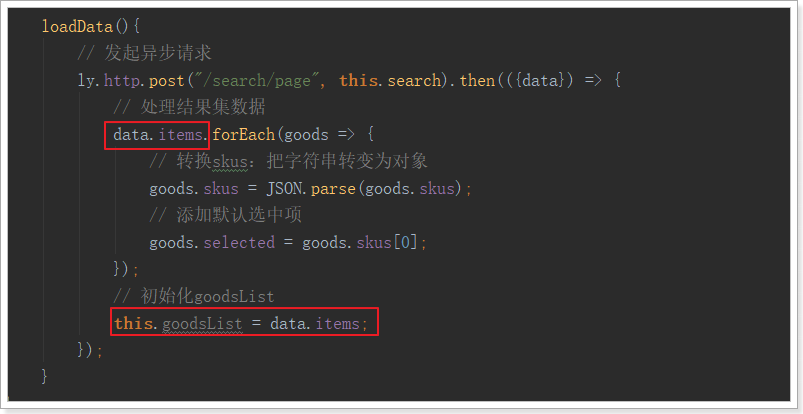 loadData(){
// 发起异步请求
ly.http.post("/search/page", this.search).then(({data}) => {
// 处理结果集数据
data.items.forEach(goods => {
// 转换skus：把字符串转变为对象
goods.skus = JSON.parse(goods.skus);
// 添加默认选中项
goods.selected = goods.skus[0];
});
// 初始化goodsList
this.goodsList = data.items;
});
}